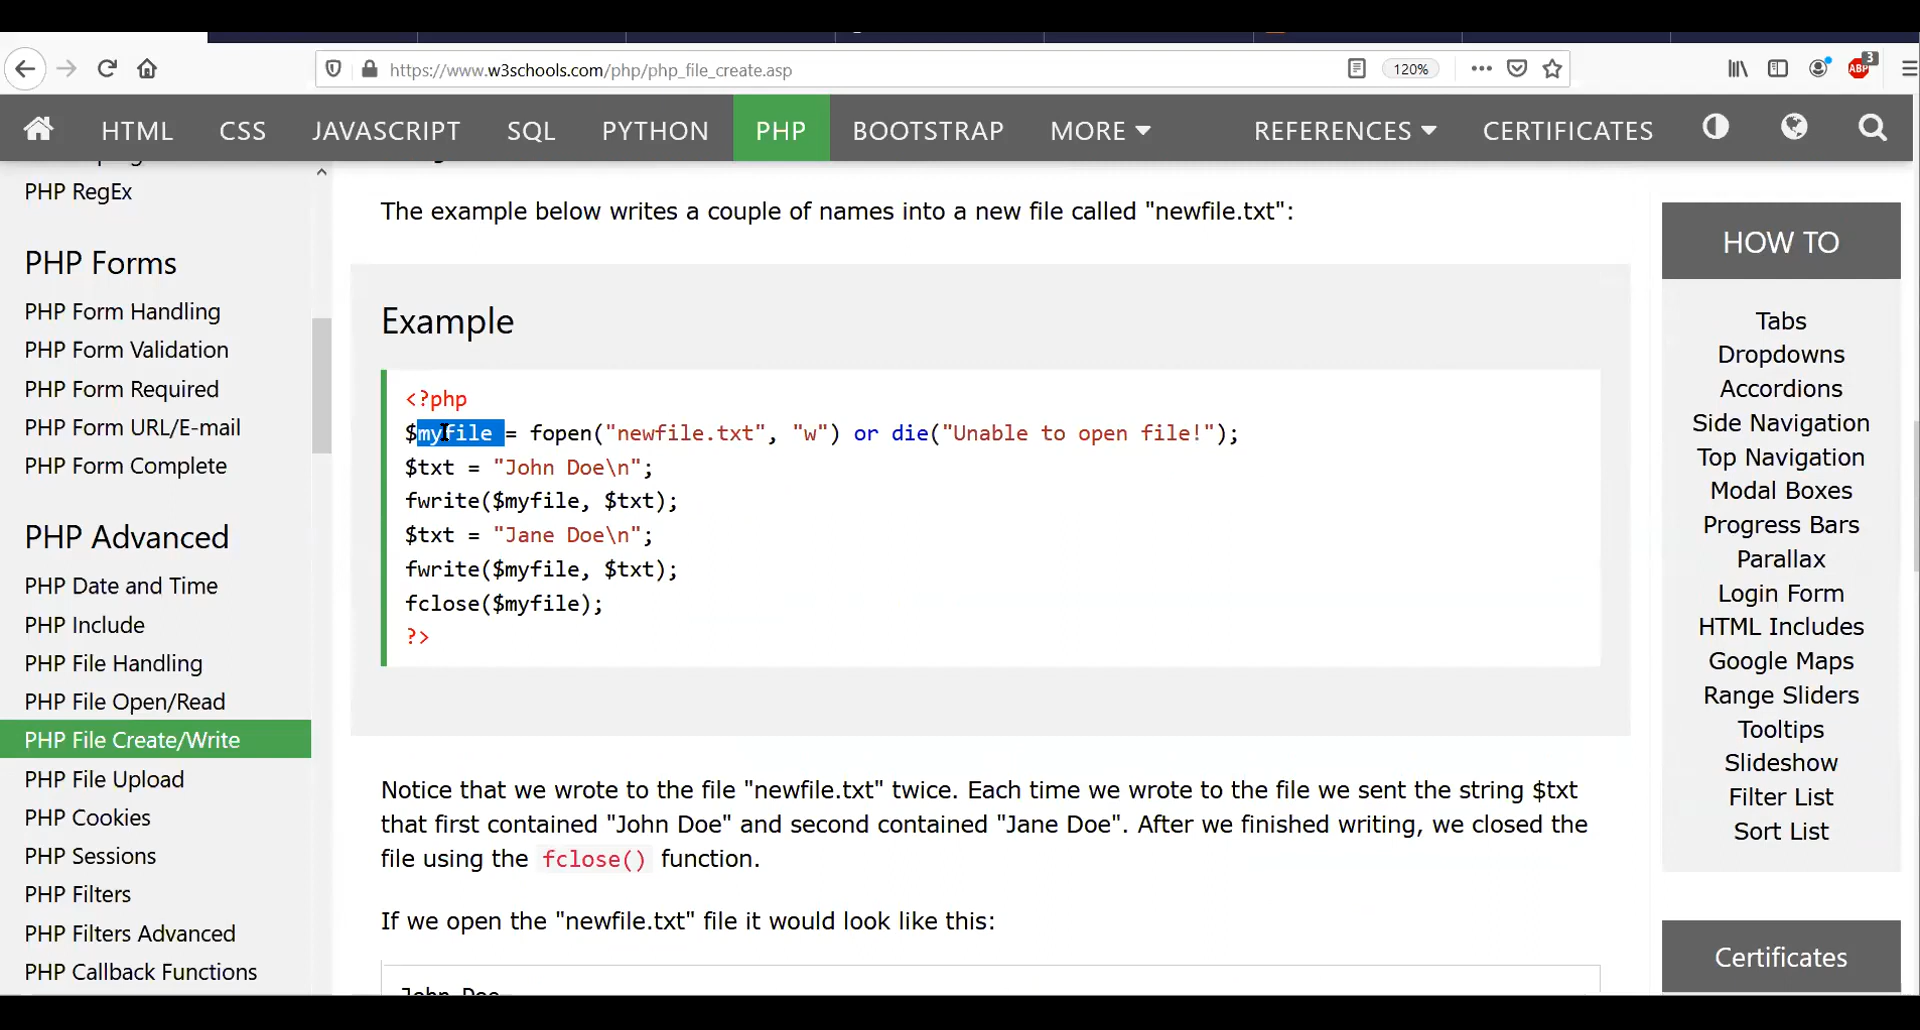 https://www.w3schools.com/php/php_file_create.asp
120%
ABP
3
HTML
CSS
JAVASCRIPT
SQL
PYTHON
PHP
BOOTSTRAP
MORE
REFERENCES
CERTIFICATES
PHP RegEx
PHP Forms
PHP Form Handling
PHP Form Validation
PHP Form Required
PHP Form URL/E-mail
PHP Form Complete
PHP Advanced
PHP Date and Time
PHP Include
PHP File Handling
PHP File Open/Read
PHP File Create/Write
PHP File Upload
PHP Cookies
PHP Sessions
PHP Filters
PHP Filters Advanced
PHP Callback Functions
The example below writes a couple of names into a new file called "newfile.txt":
Example
<?php
$myfile = fopen("newfile.txt", "w") or die("Unable to open file!");
$txt = "John Doe\n";
fwrite($myfile, $txt);
$txt = "Jane Doe\n";
fwrite($myfile, $txt);
fclose($myfile);
?>
Notice that we wrote to the file "newfile.txt" twice. Each time we wrote to the file we sent the string $txt
that first contained "John Doe" and second contained "Jane Doe". After we finished writing, we closed the
file using the fclose() function.
If we open the "newfile.txt" file it would look like this:
John Doe
HOW TO
Tabs
Dropdowns
Accordions
Side Navigation
Top Navigation
Modal Boxes
Progress Bars
Parallax
Login Form
HTML Includes
Google Maps
Range Sliders
Tooltips
Slideshow
Filter List
Sort List
Certificates